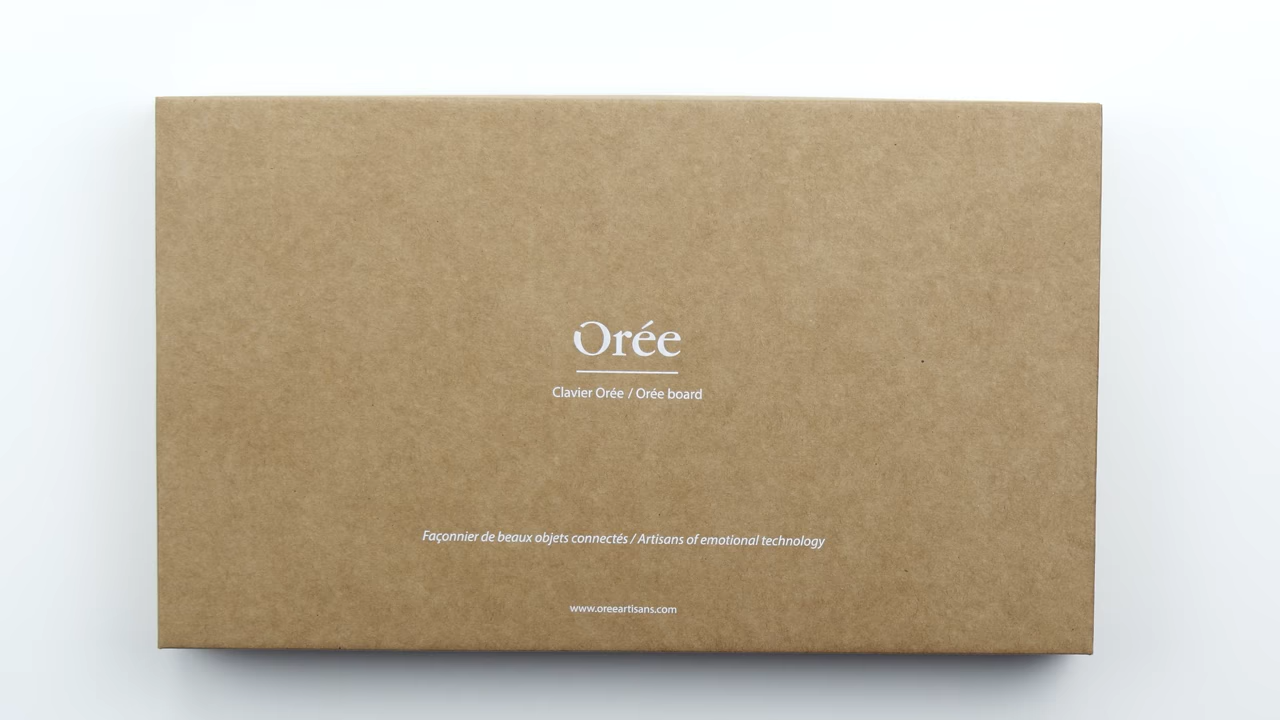 Orée
Clavier Orée / Orée board
Façonnier de beaux objets connectés / Artisans of emotional technology
www.oreeartisans.com